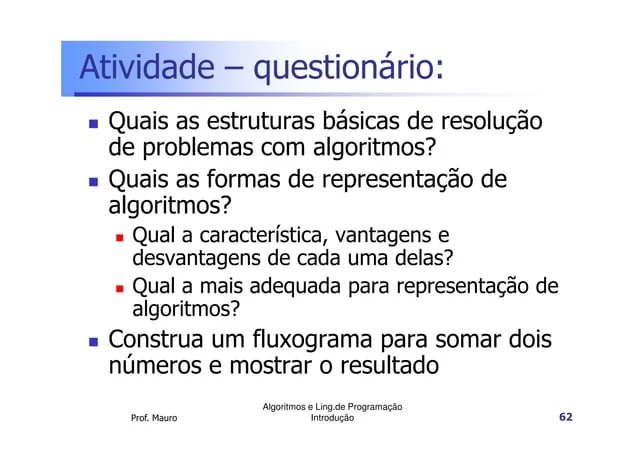 Atividade – questionário:
Quais as estruturas básicas de resolução
de problemas com algoritmos?
Quais as formas de representação de
algoritmos?
Qual a característica, vantagens e
desvantagens de cada uma delas?
Qual a mais adequada para representação de
algoritmos?
Construa um fluxograma para somar dois
números e mostrar o resultado
Algoritmos e Ling.de Programação
Prof. Mauro Introdução 62